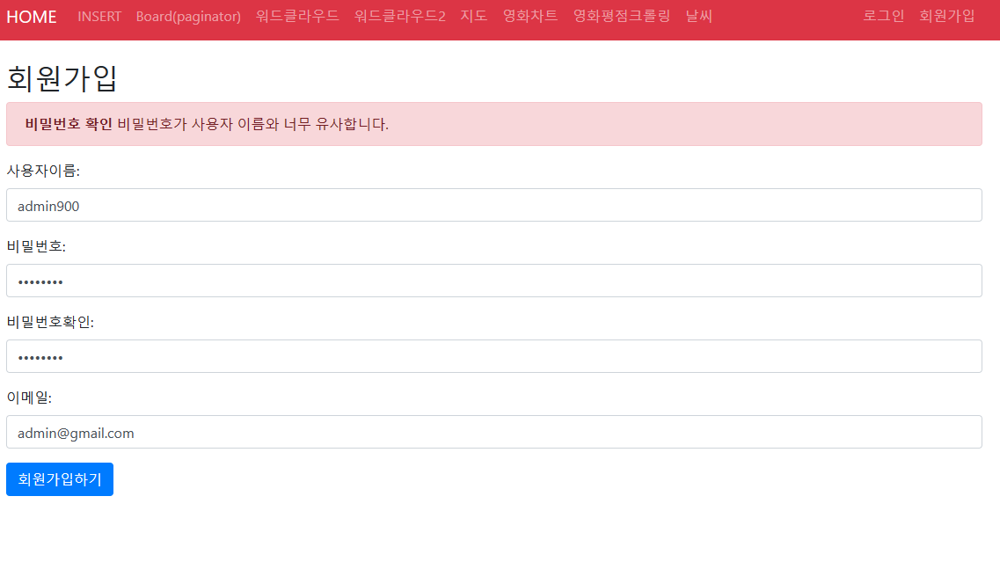 HOME INSERT Board(paginator) 워드클라우드 워드클라우드2 지도 영화차트 영화평점크롤링 날씨 로그인 회원가입
회원가입
비밀번호 확인 비밀번호가 사용자 이름와 너무 유사합니다.
사용자이름:
admin900
비밀번호:
••••••••
비밀번호확인:
••••••••
이메일:
admin@gmail.com
회원가입하기